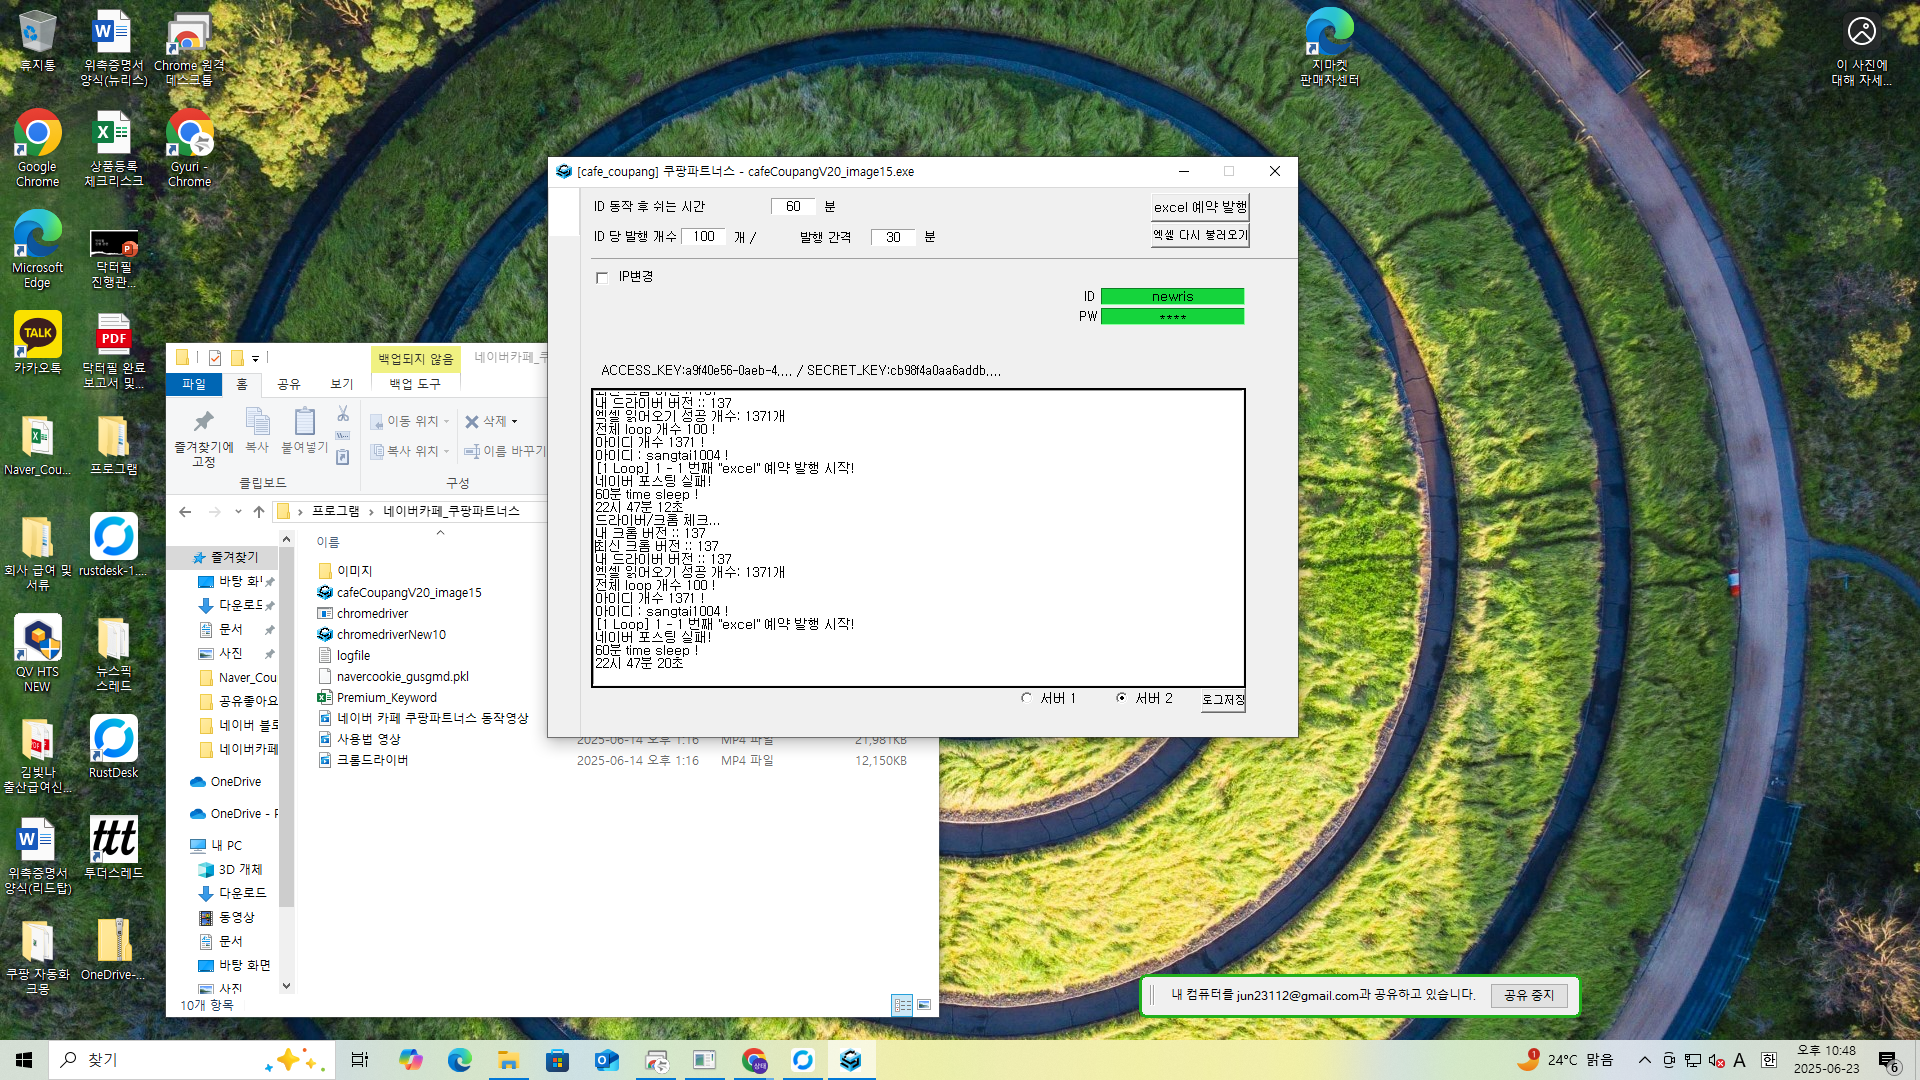 휴지통
위촉증명서
양식(뉴리스)
Chrome 원격
데스크톱
Google
Chrome
상품등록
체크리스크
Gyuri -
Chrome
Microsoft
Edge
닥터필
진행관...
카카오톡
닥터필 완료
보고서 및...
Naver_Cou...
프로그램
회사 급여 및
서류
rustdesk-1....
QV HTS
NEW
뉴스픽
스레드
김빛나
출산급여신...
RustDesk
위촉증명서
양식(리드탑)
투더스레드
쿠팡 자동화
크몽
OneDrive-...
지마켓
판매자센터
이 사진에
대해 자세...
백업되지 않음
네이버카페_쿠
파일
홈
공유
보기
백업 도구
즐겨찾기에
고정
복사
붙여넣기
이동 위치
복사 위치
삭제
이름 바꾸기
클립보드
구성
프로그램 > 네이버카페_쿠팡파트너스
이름
즐겨찾기
바탕 화
다운로드
문서
사진
Naver_Cou
공유좋아요
네이버 블로
네이버카페
OneDrive
OneDrive - P
내 PC
3D 개체
다운로드
동영상
문서
바탕 화면
사진
이미지
cafeCoupangV20_image15
chromedriver
chromedriverNew10
logfile
navercookie_gusgmd.pkl
Premium_Keyword
네이버 카페 쿠팡파트너스 동작영상
사용법 영상 2025-06-14 오후 1:16 MP4 파일 21,981KB
크롬드라이버 2025-06-14 오후 1:16 MP4 파일 12,150KB
10개 항목
[cafe_coupang] 쿠팡파트너스 - cafeCoupangV20_image15.exe
ID 동작 후 쉬는 시간 60 분
excel 예약 발행
ID 당 발행 개수 100 개 / 발행 간격 30 분
엑셀 다시 불러오기
IP변경
ID newris
PW ****
ACCESS_KEY:a9f40e56-0aeb-4.... / SECRET_KEY:cb98f4a0aa6addb....
내 드라이버 버전 :: 137
엑셀 읽어오기 성공 개수: 1371개
전체 loop 개수 100 !
아이디 개수 1371 !
아이디 : sangtai1004 !
[1 Loop] 1 - 1 번째 "excel" 예약 발행 시작!
네이버 포스팅 실패!
60분 time sleep !
22시 47분 12초
드라이버/크롬 체크...
내 크롬 버전 :: 137
최신 크롬 버전 :: 137
내 드라이버 버전 :: 137
엑셀 읽어오기 성공 개수: 1371개
전체 loop 개수 100 !
아이디 개수 1371 !
아이디 : sangtai1004 !
[1 Loop] 1 - 1 번째 "excel" 예약 발행 시작!
네이버 포스팅 실패!
60분 time sleep !
22시 47분 20초
서버 1
서버 2
로그저장
내 컴퓨터를 jun23112@gmail.com과 공유하고 있습니다.
공유 중지
찾기
24°C 맑음
A
한
오후 10:48
2025-06-23
6